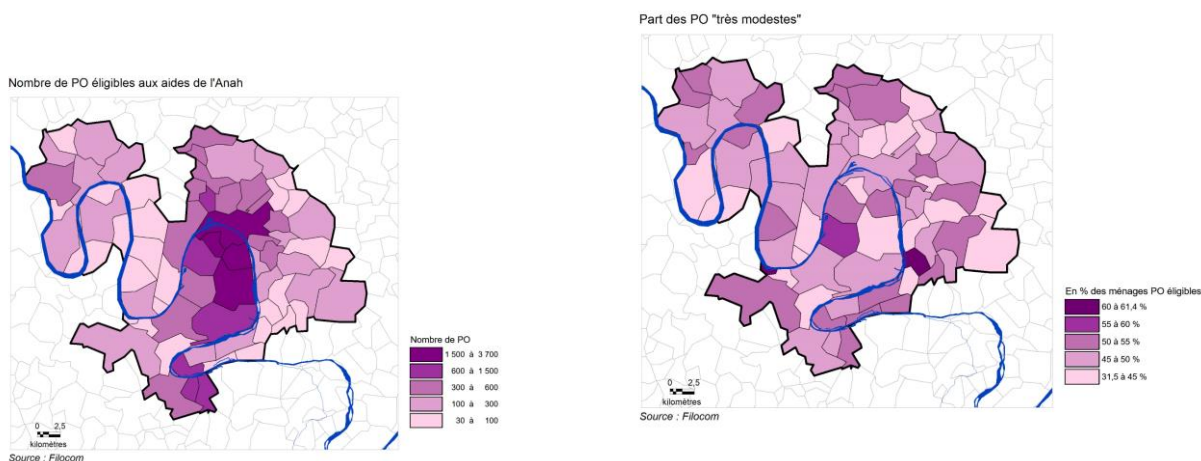 Nombre de PO éligibles aux aides de l'Anah
Nombre de PO
1 500 à 3 700
600 à 1 500
300 à 600
100 à 300
30 à 100
0 2,5
kilomètres
Source : Filocom
Part des PO "très modestes"
En % des ménages PO éligibles
60 à 61,4 %
55 à 60 %
50 à 55 %
45 à 50 %
31,5 à 45 %
0 2,5
kilomètres
Source : Filocom